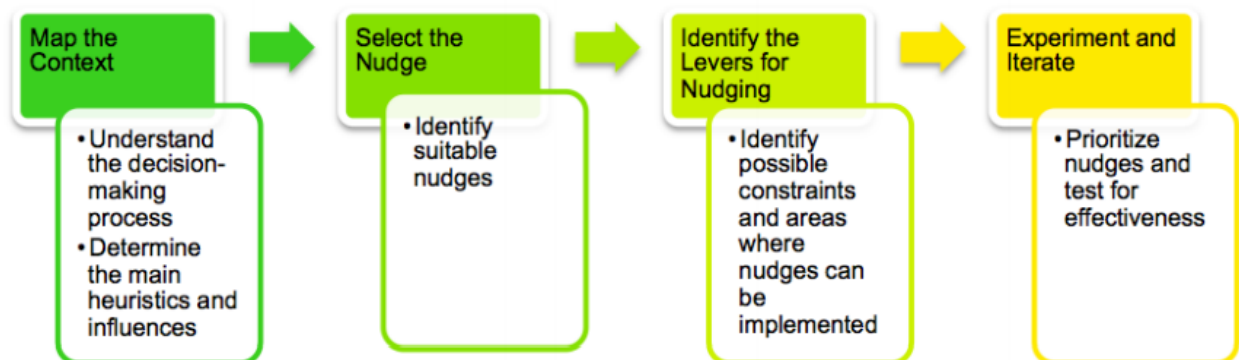 Map the
Context
• Understand
the decision-
making
process
• Determine
the main
heuristics and
influences
Select the
Nudge
• Identify
suitable
nudges
Identify the
Levers for
Nudging
• Identify
possible
constraints
and areas
where
nudges can
be
implemented
Experiment and
Iterate
• Prioritize
nudges and
test for
effectiveness